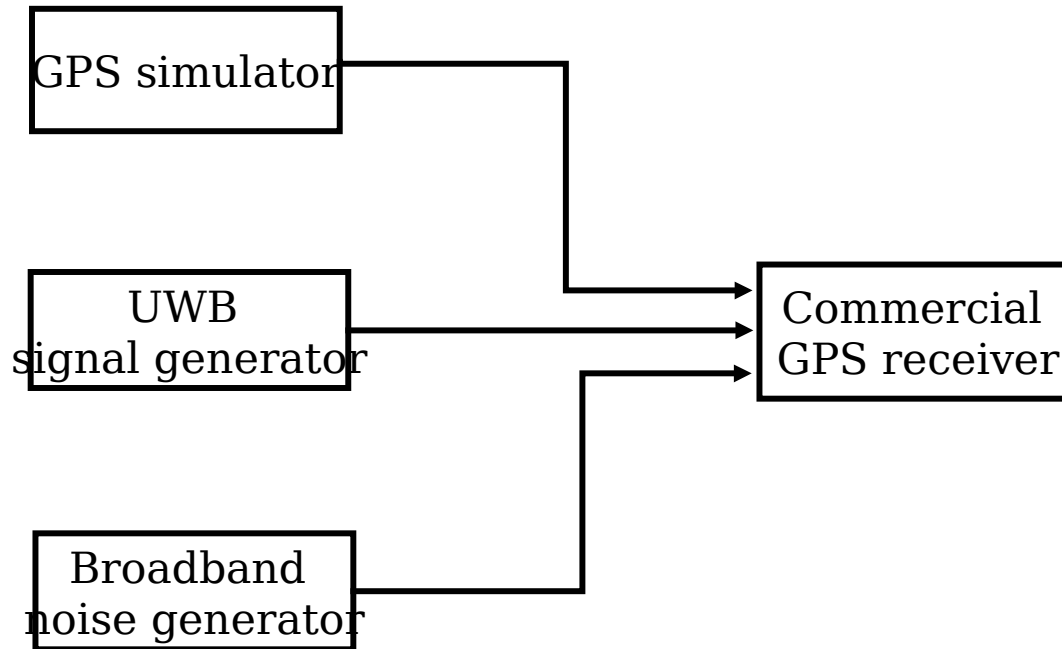 GPS simulator
UWB
signal generator
Commercial
GPS receiver
Broadband
noise generator